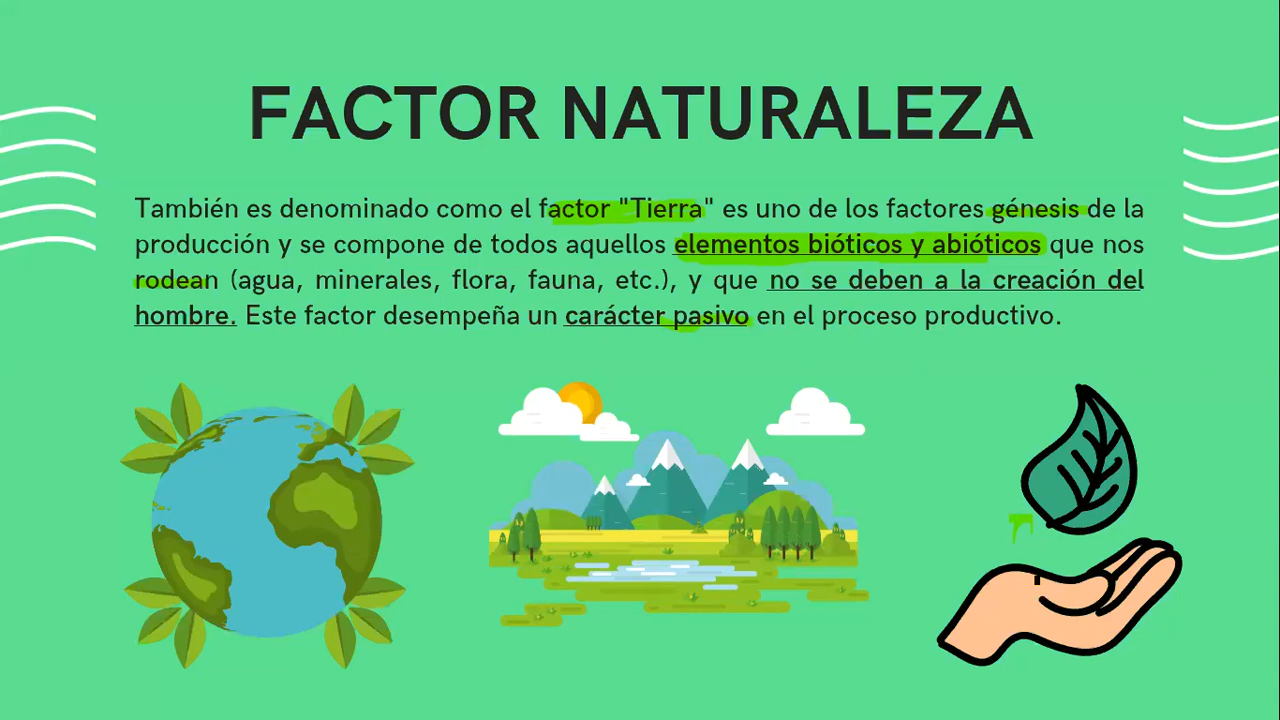 FACTOR NATURALEZA
También es denominado como el factor "Tierra" es uno de los factores génesis de la
producción y se compone de todos aquellos elementos bióticos y abióticos que nos
rodean (agua, minerales, flora, fauna, etc.), y que no se deben a la creación del
hombre. Este factor desempeña un carácter pasivo en el proceso productivo.